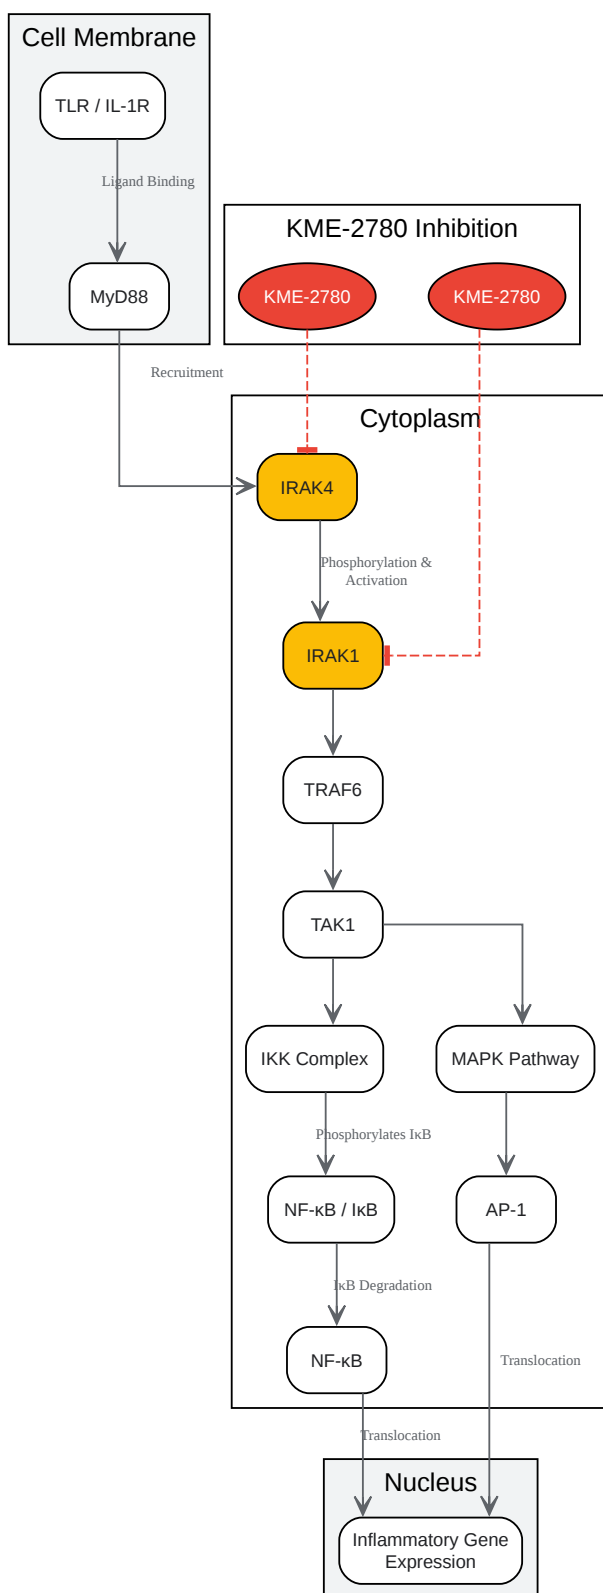 Cell Membrane
TLR / IL-1R
Ligand Binding
MyD88
Recruitment
KME-2780 Inhibition
KME-2780
KME-2780
Cytoplasm
IRAK4
Phosphorylation &
Activation
IRAK1
TRAF6
TAK1
IKK Complex
MAPK Pathway
Phosphorylates IκB
NF-κB / IκB
AP-1
IκB Degradation
NF-κB
Translocation
Translocation
Nucleus
Inflammatory Gene
Expression